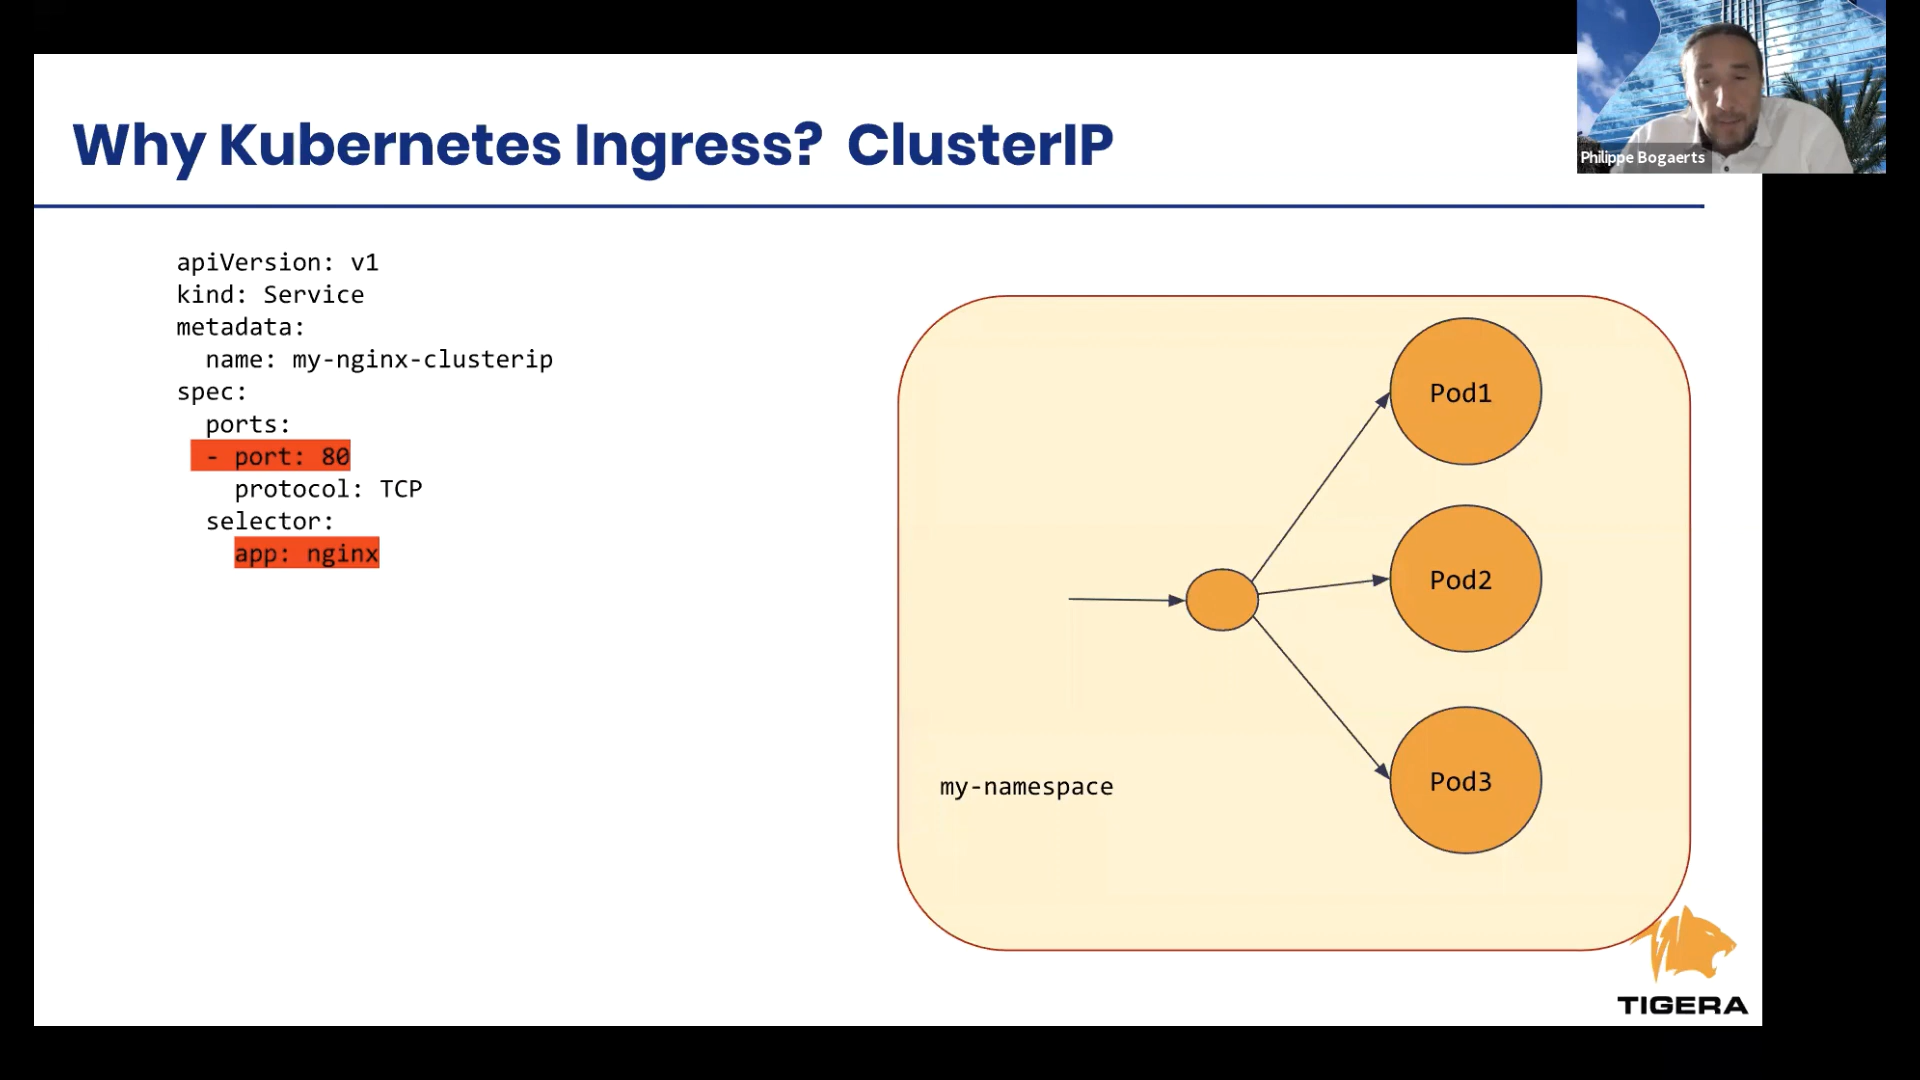 Why Kubernetes Ingress? ClusterIP
Philippe Bogaerts
apiVersion: v1
kind: Service
metadata:
  name: my-nginx-clusterip
spec:
  ports:
  - port: 80
    protocol: TCP
  selector:
    app: nginx
Pod1
Pod2
Pod3
my-namespace
TIGERA